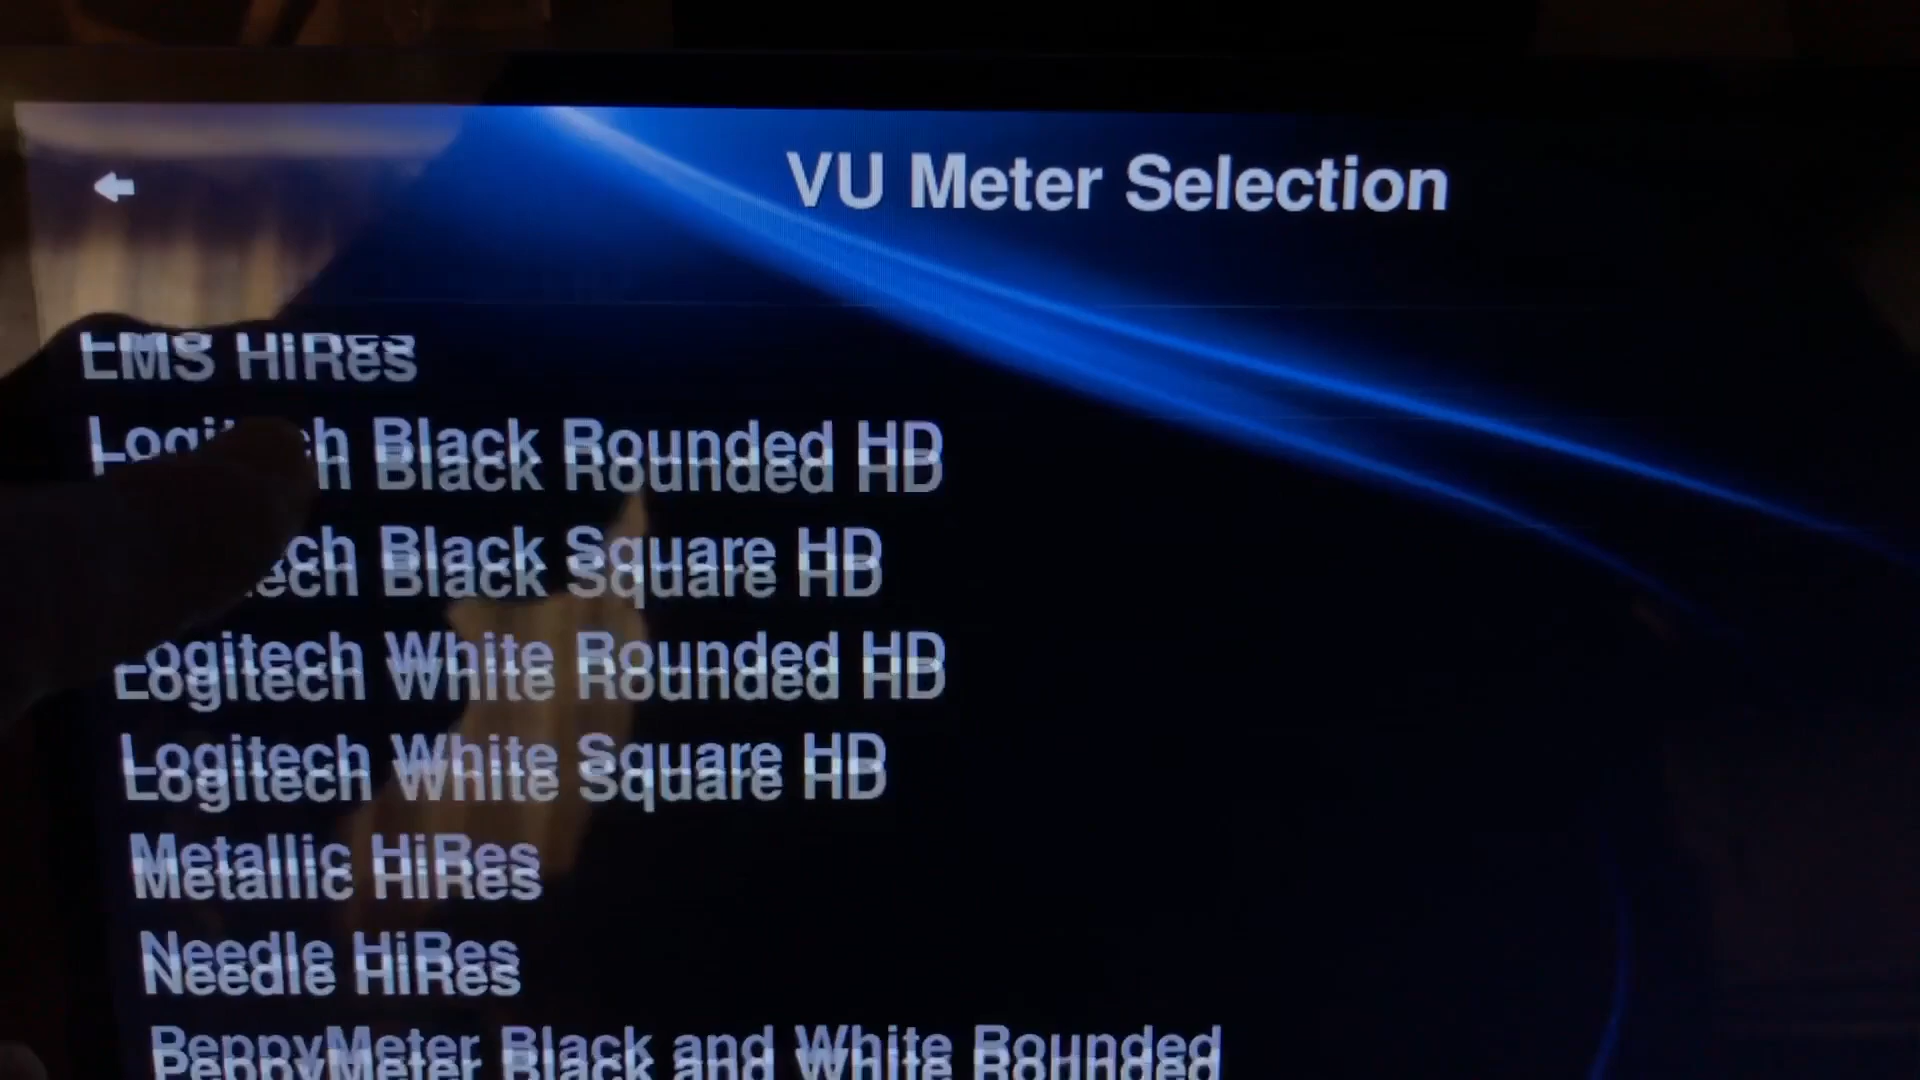 VU Meter Selection
LMS HiRes
Logitech Black Rounded HD
Logitech Black Square HD
Logitech White Rounded HD
Logitech White Square HD
Metallic HiRes
Needle HiRes
PeppyMeter Black and White Rounded